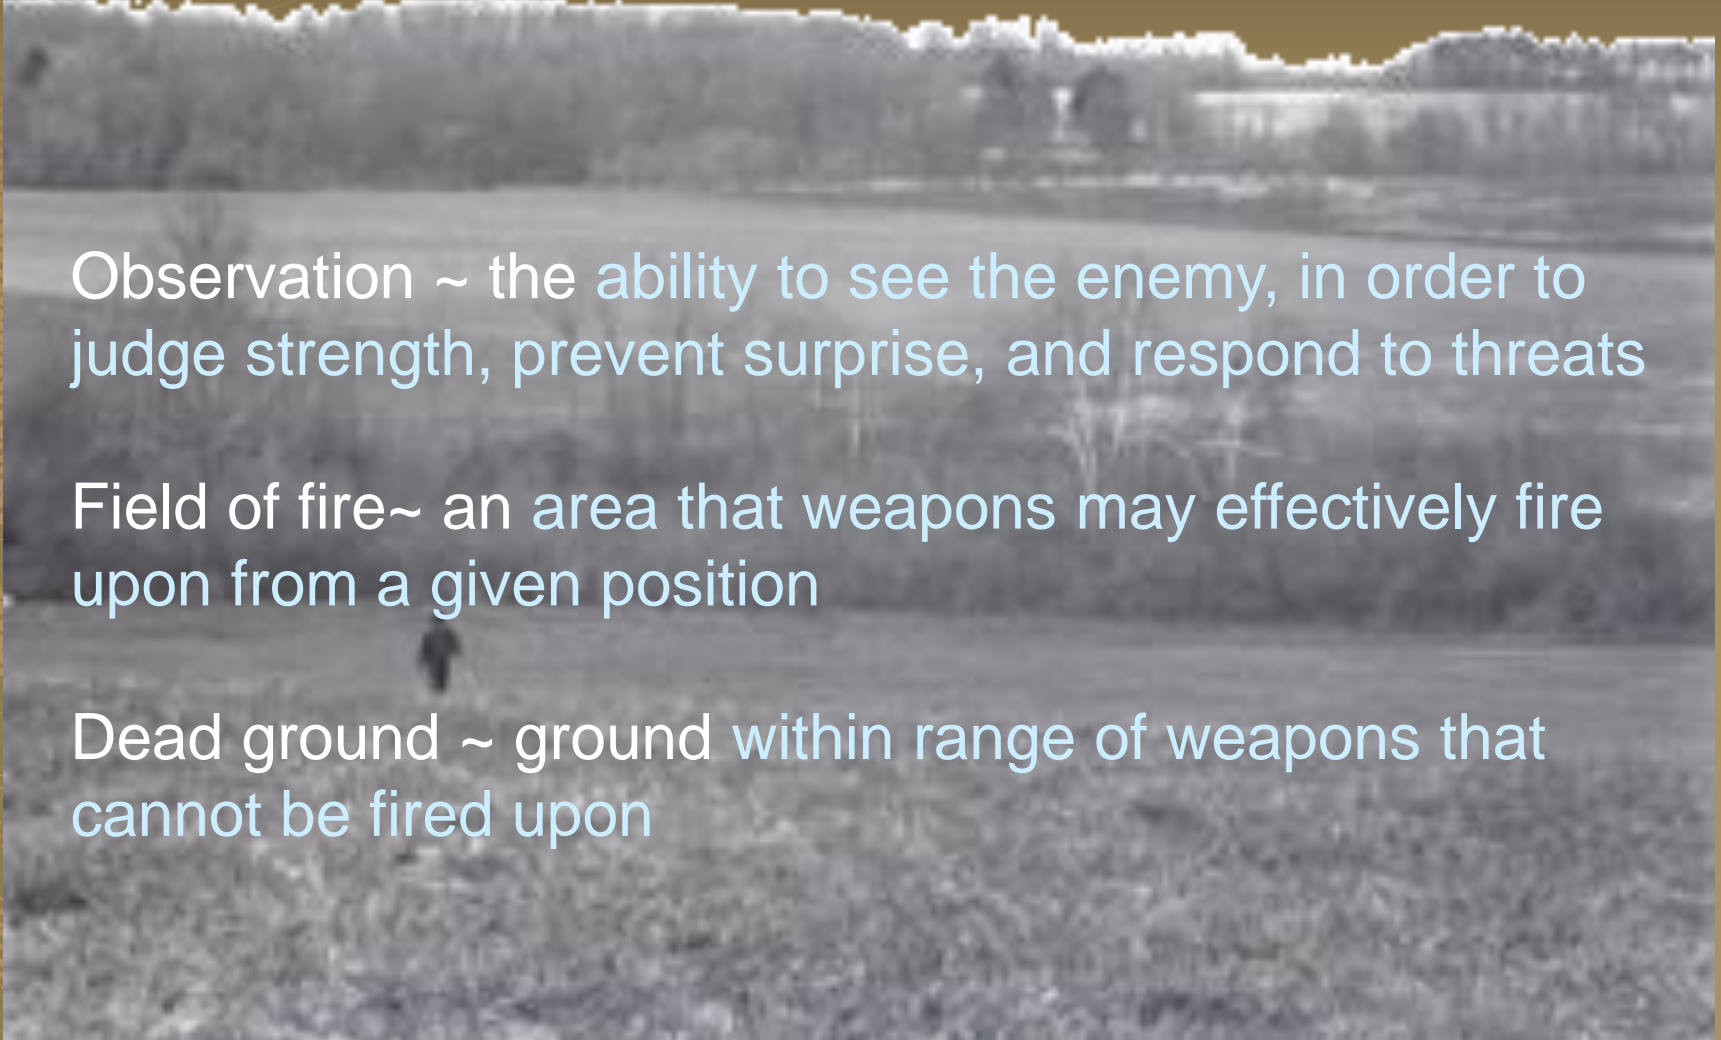 Observation ~ the ability to see the enemy, in order to
judge strength, prevent surprise, and respond to threats
Field of fire~ an area that weapons may effectively fire
upon from a given position
Dead ground ~ ground within range of weapons that
cannot be fired upon